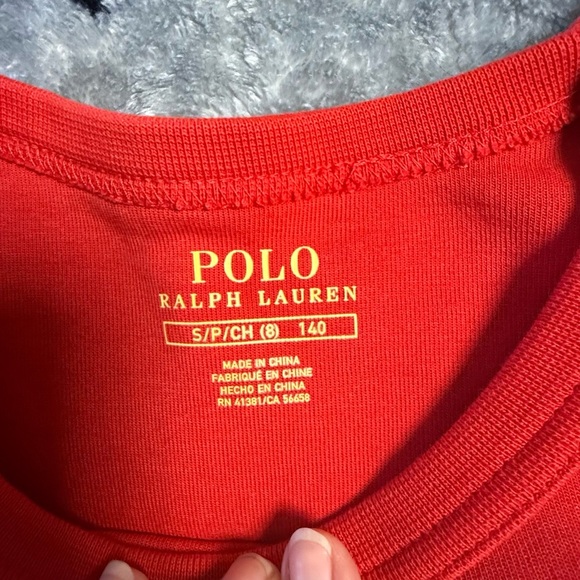 POLO
RALPH LAUREN
S/P/CH (8) 140
MADE IN CHINA
FABRIQUÉ EN CHINE
HECHO EN CHINA
RN 41381/CA 56658